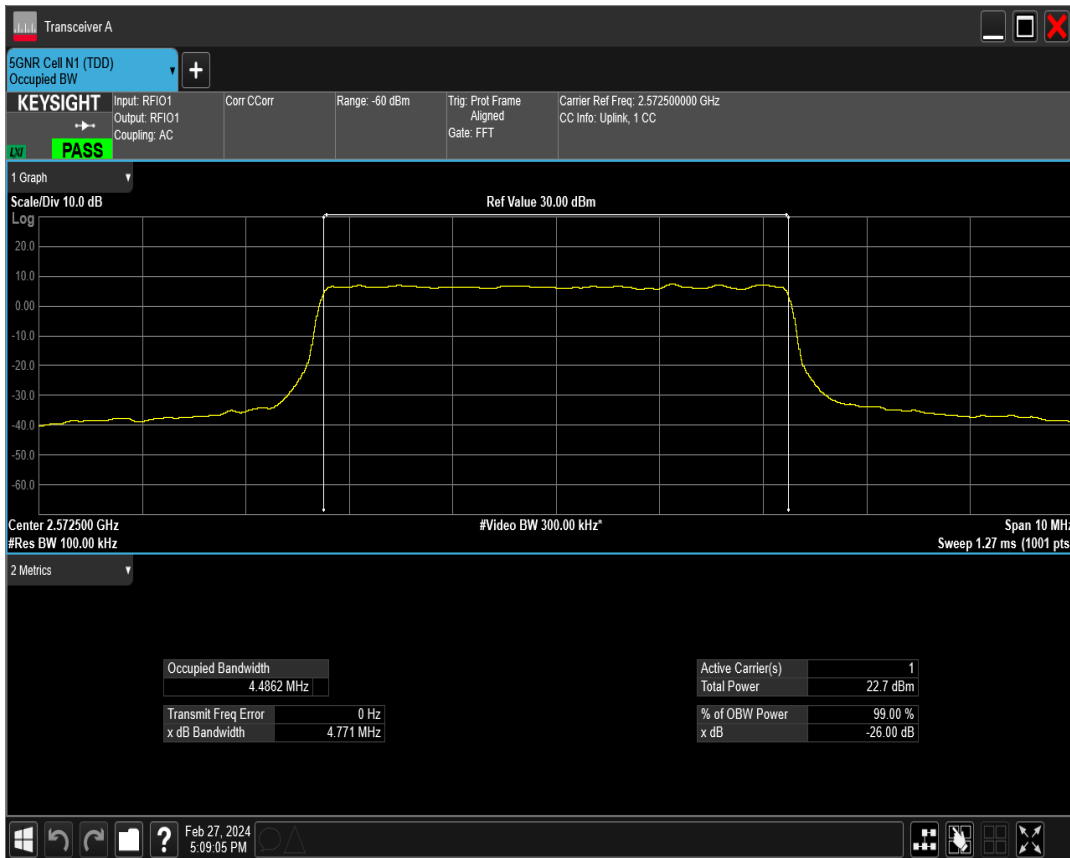 Transceiver A
5GNR Cell N1 (TDD)
Occupied BW
+
KEYSIGHT
LXI
PASS
Input: RFIO1
Output: RFIO1
Coupling: AC
Corr CCorr
Range: -60 dBm
Trig: Prot Frame
Aligned
Gate: FFT
Carrier Ref Freq: 2.572500000 GHz
CC Info: Uplink, 1 CC
1 Graph
Scale/Div 10.0 dB
Ref Value 30.00 dBm
Log
20.0
10.0
0.00
-10.0
-20.0
-30.0
-40.0
-50.0
-60.0
Center 2.572500 GHz
#Video BW 300.00 kHz*
Span 10 MHz
#Res BW 100.00 kHz
Sweep 1.27 ms (1001 pts
2 Metrics
Occupied Bandwidth
4.4862 MHz
Transmit Freq Error 0 Hz
x dB Bandwidth 4.771 MHz
Active Carrier(s) 1
Total Power 22.7 dBm
% of OBW Power 99.00 %
x dB -26.00 dB
?
Feb 27, 2024
5:09:05 PM